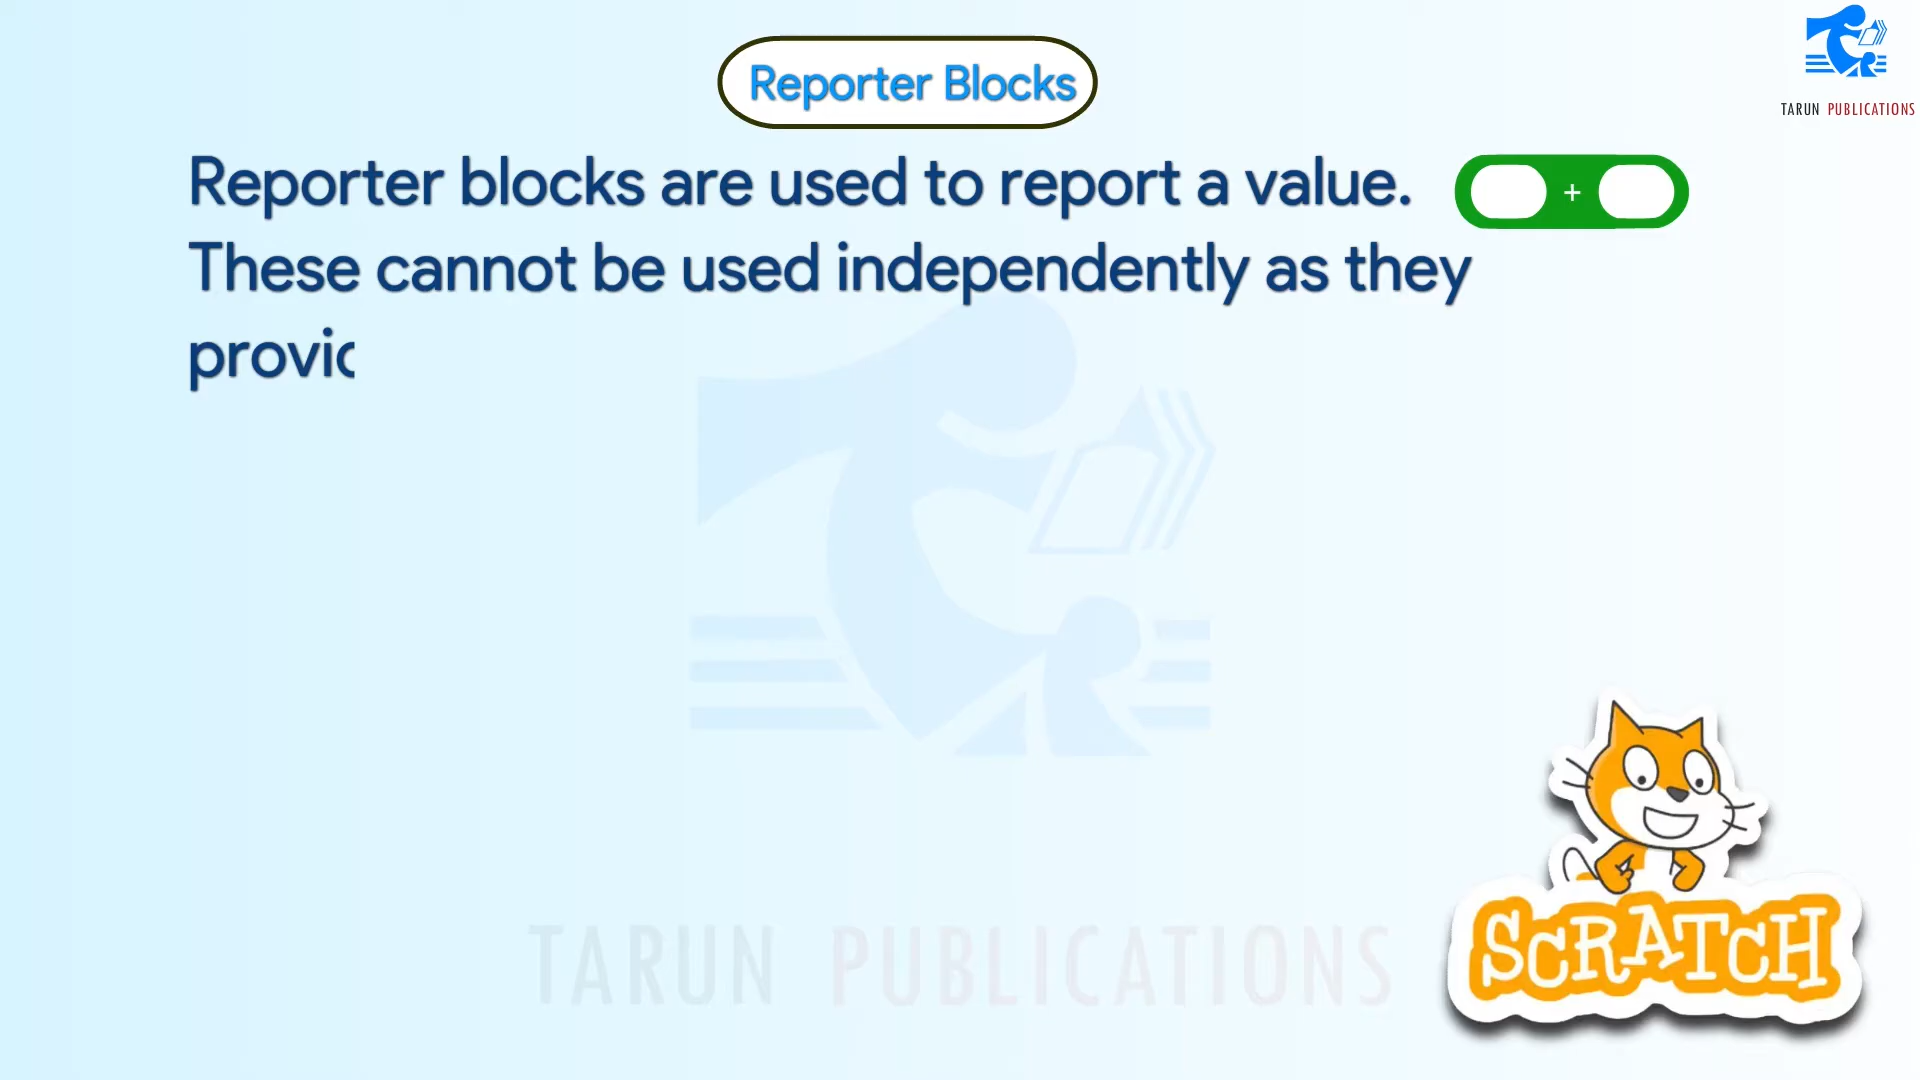 Reporter Blocks
TARUN PUBLICATIONS
Reporter blocks are used to report a value.
+
These cannot be used independently as they
TARUN PUBLICATIONS
SCRATCH